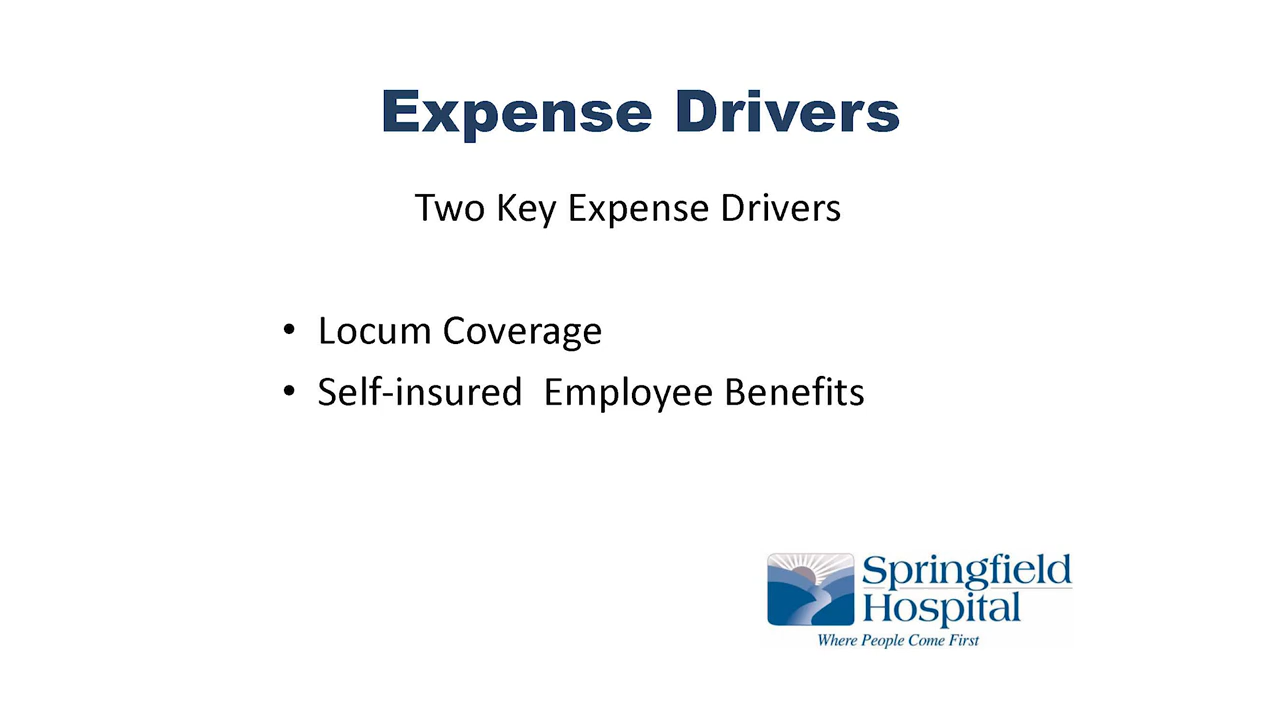 Expense Drivers
Two Key Expense Drivers
• Locum Coverage
• Self-insured  Employee Benefits
Springfield
Hospital
Where People Come First